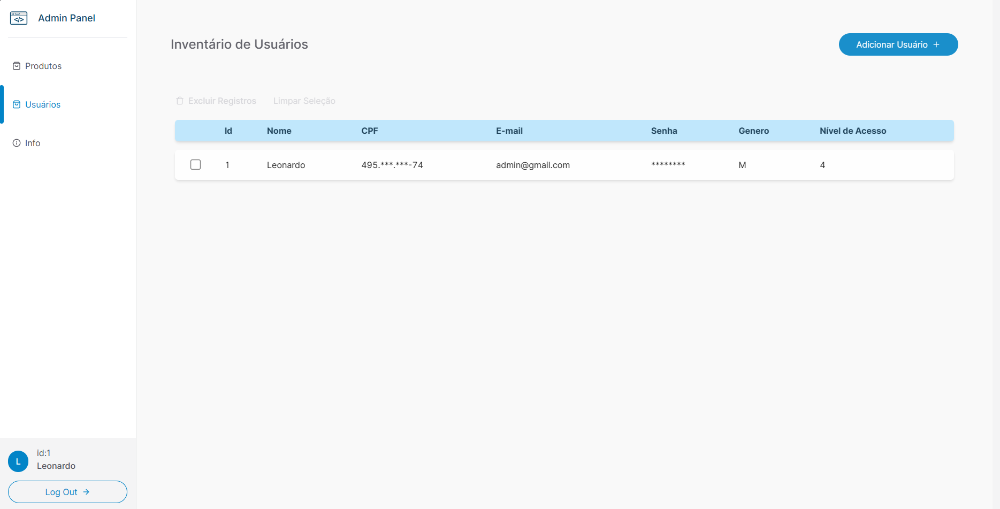 Admin Panel
Produtos
Usuários
Info
Id:1
Leonardo
Log Out
Inventário de Usuários
Adicionar Usuário +
Excluir Registros Limpar Seleção
Id Nome CPF E-mail Senha Genero Nível de Acesso
1 Leonardo 495.***.***-74 admin@gmail.com ******** M 4
L